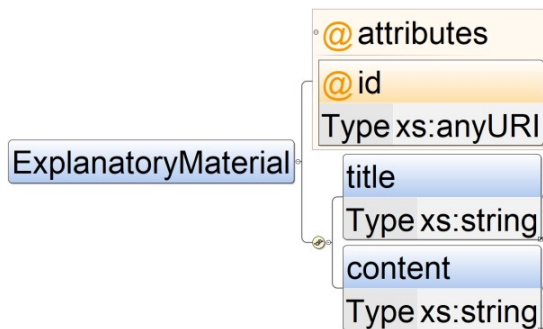 @ attributes
@ id
Type xs:anyURI
ExplanatoryMaterial
title
Type xs:string
content
Type xs:string